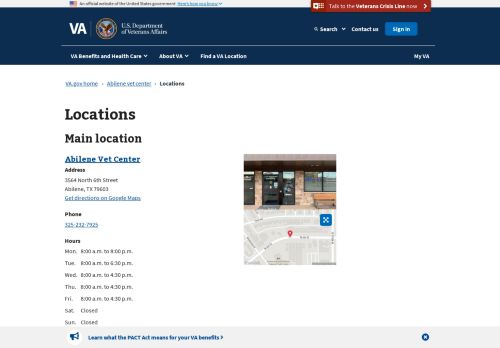 An official website of the United States government Here's how you know
Talk to the Veterans Crisis Line now
VA
U.S. Department
of Veterans Affairs
Search
Contact us
Sign in
VA Benefits and Health Care
About VA
Find a VA Location
My VA
VA.gov home › Abilene vet center › Locations
Locations
Main location
Abilene Vet Center
Address
3564 North 6th Street
Abilene, TX 79603
Get directions on Google Maps
Phone
325-232-7925
Hours
Mon. 8:00 a.m. to 8:00 p.m.
Tue. 8:00 a.m. to 6:30 p.m.
Wed. 8:00 a.m. to 4:30 p.m.
Thu. 8:00 a.m. to 4:30 p.m.
Fri. 8:00 a.m. to 4:30 p.m.
Sat. Closed
Sun. Closed
Learn what the PACT Act means for your VA benefits